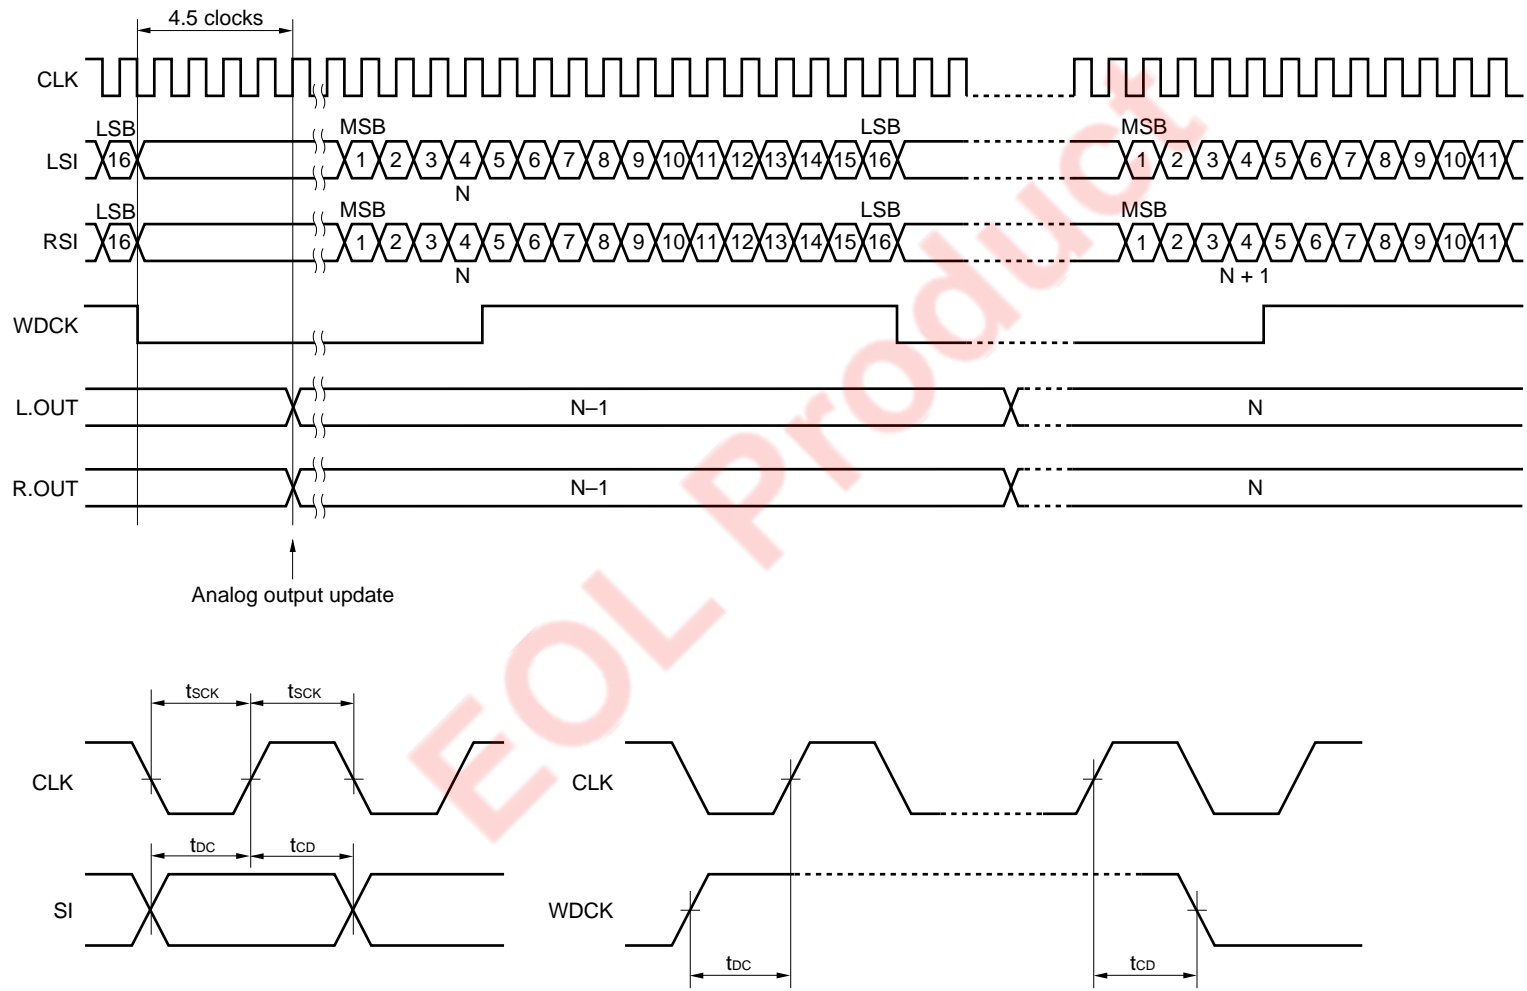 4.5 clocks
CLK
LSB MSB LSB MSB
LSI 16 1 2 3 4 5 6 7 8 9 10 11 12 13 14 15 16 1 2 3 4 5 6 7 8 9 10 11
N
LSB MSB LSB MSB
RSI 16 1 2 3 4 5 6 7 8 9 10 11 12 13 14 15 16 1 2 3 4 5 6 7 8 9 10 11
N N + 1
WDCK
L.OUT N–1 N
R.OUT N–1 N
Analog output update
EOL Product
tSCK tSCK
CLK CLK
tDC tCD
SI WDCK
tDC tCD